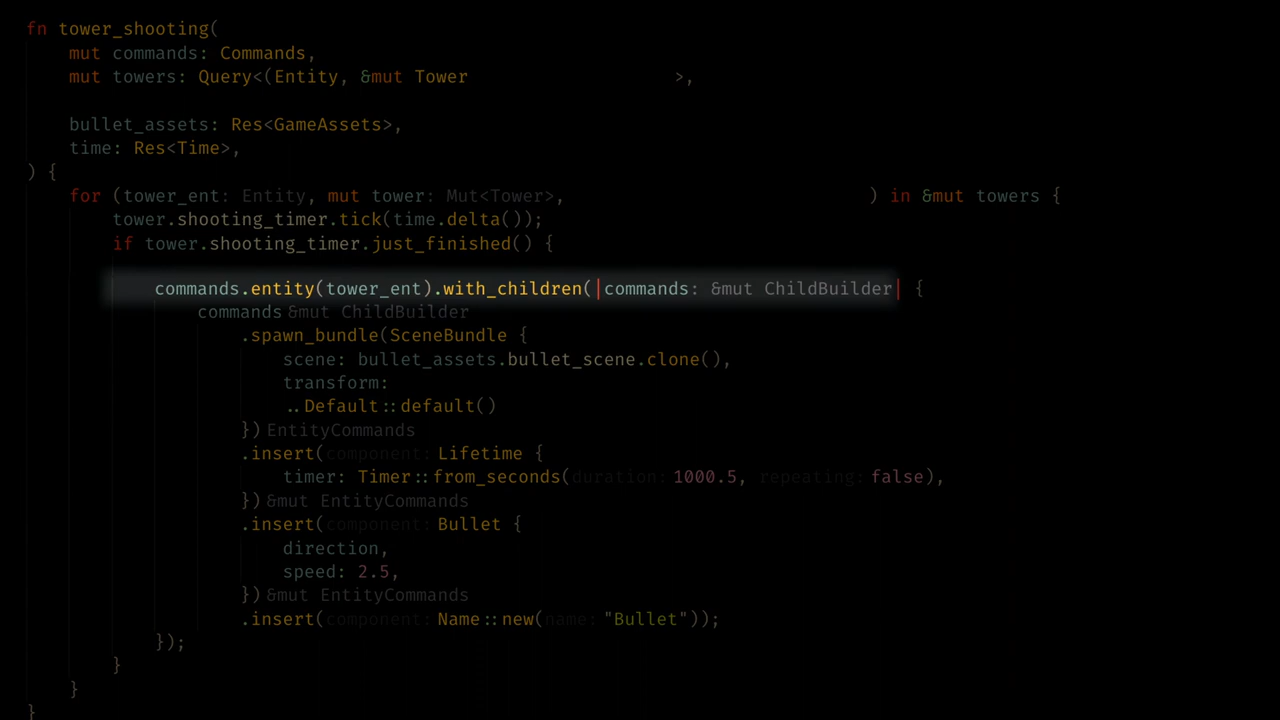 fn tower_shooting(
    mut commands: Commands,
    mut towers: Query<(Entity, &mut Tower                   >,
    bullet_assets: Res<GameAssets>,
    time: Res<Time>,
) {
    for (tower_ent: Entity, mut tower: Mut<Tower>,                             ) in &mut towers {
        tower.shooting_timer.tick(time.delta());
        if tower.shooting_timer.just_finished() {
            commands.entity(tower_ent).with_children(|commands: &mut ChildBuilder| {
                commands &mut ChildBuilder
                    .spawn_bundle(SceneBundle {
                        scene: bullet_assets.bullet_scene.clone(),
                        transform:
                        ..Default::default()
                    }) EntityCommands
                    .insert(component: Lifetime {
                        timer: Timer::from_seconds(duration: 1000.5, repeating: false),
                    }) &mut EntityCommands
                    .insert(component: Bullet {
                        direction,
                        speed: 2.5,
                    }) &mut EntityCommands
                    .insert(component: Name::new(name: "Bullet"));
            });
        }
    }
}